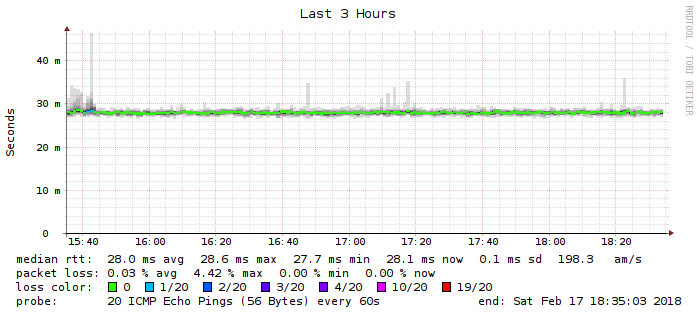 Last 3 Hours
RRDTOOL / TOBI OETIKER
Seconds
40 m
30 m
20 m
10 m
0
15:40 16:00 16:20 16:40 17:00 17:20 17:40 18:00 18:20
median rtt: 28.0 ms avg 28.6 ms max 27.7 ms min 28.1 ms now 0.1 ms sd 198.3 am/s
packet loss: 0.03 % avg 4.42 % max 0.00 % min 0.00 % now
loss color: 0 1/20 2/20 3/20 4/20 10/20 19/20
probe: 20 ICMP Echo Pings (56 Bytes) every 60s end: Sat Feb 17 18:35:03 2018